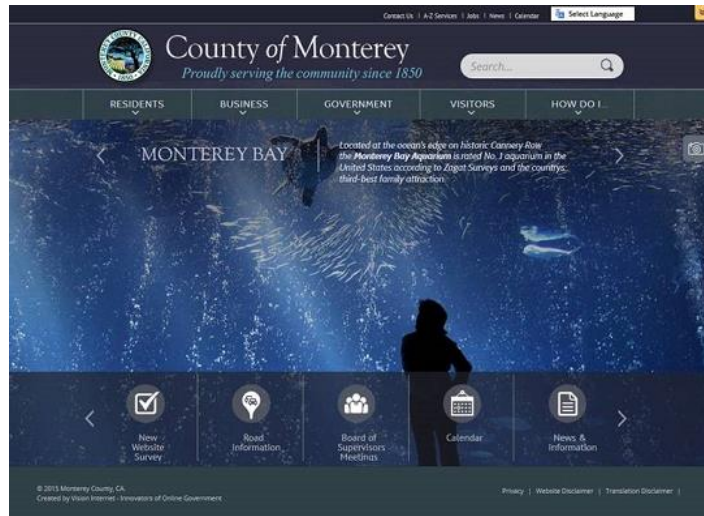 Contact Us | A-Z Services | Jobs | News | Calendar
Select Language
County of Monterey
Proudly serving the community since 1850
Search...
RESIDENTS
BUSINESS
GOVERNMENT
VISITORS
HOW DO I...
MONTEREY BAY
Located at the ocean's edge on historic Cannery Row
the Monterey Bay Aquarium is rated No. 1 aquarium in the
United States according to Zagat Surveys and the countrys:
third-best family attraction.
New
Website
Survey
Road
Information
Board of
Supervisors
Meetings
Calendar
News &
Information
© 2015 Monterey County, CA.
Created by Vision Internet - Innovators of Online Government
Privacy | Website Disclaimer | Translation Disclaimer |